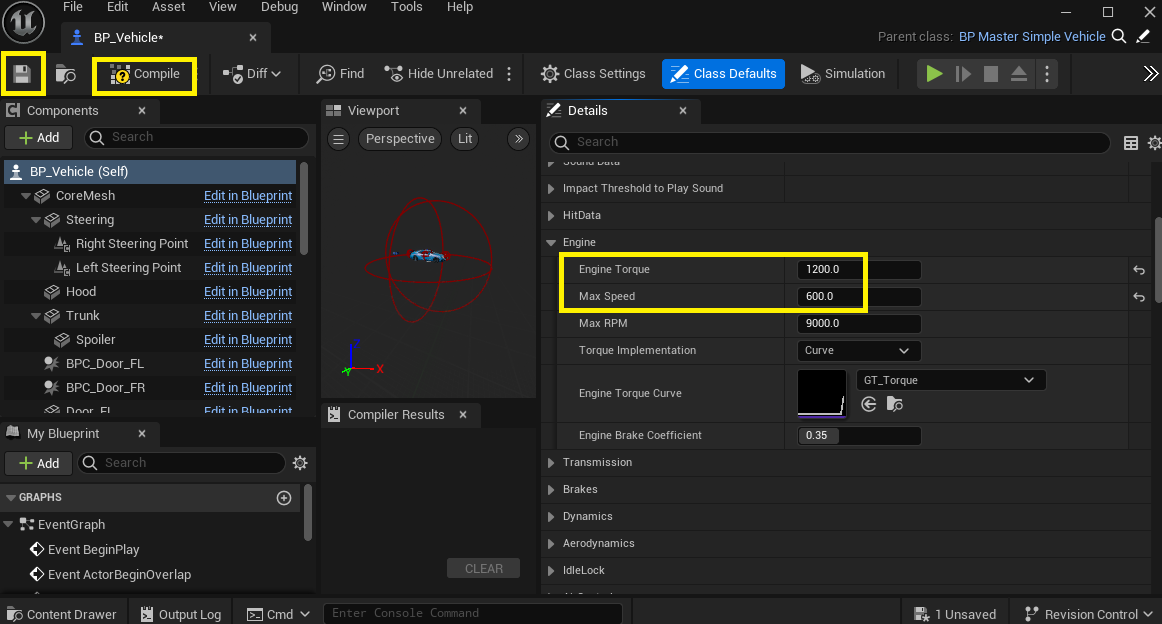 File Edit Asset View Debug Window Tools Help
BP_Vehicle*
Parent class: BP Master Simple Vehicle
Compile
Diff
Find
Hide Unrelated
Class Settings
Class Defaults
Simulation
Components
Add
Search
BP_Vehicle (Self)
CoreMesh Edit in Blueprint
Steering Edit in Blueprint
Right Steering Point Edit in Blueprint
Left Steering Point Edit in Blueprint
Hood Edit in Blueprint
Trunk Edit in Blueprint
Spoiler Edit in Blueprint
BPC_Door_FL Edit in Blueprint
BPC_Door_FR Edit in Blueprint
Door_FL Edit in Blueprint
My Blueprint
Add
Search
GRAPHS
EventGraph
Event BeginPlay
Event ActorBeginOverlap
Viewport
Perspective
Lit
Z
X
Compiler Results
CLEAR
Details
Search
Sound Data
Impact Threshold to Play Sound
HitData
Engine
Engine Torque 1200.0
Max Speed 600.0
Max RPM 9000.0
Torque Implementation Curve
Engine Torque Curve GT_Torque
Engine Brake Coefficient 0.35
Transmission
Brakes
Dynamics
Aerodynamics
IdleLock
Content Drawer
Output Log
Cmd
Enter Console Command
1 Unsaved
Revision Control